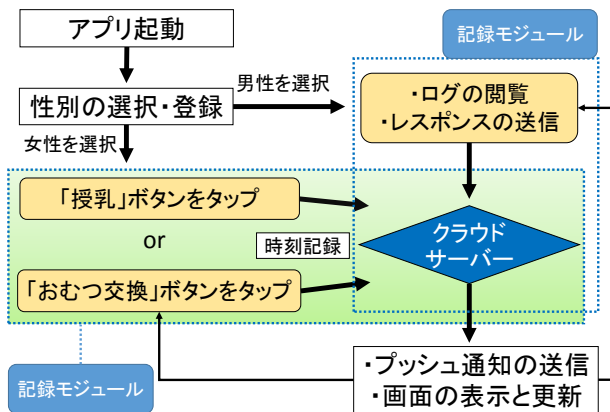 アプリ起動
記録モジュール
性別の選択・登録
男性を選択
・ログの閲覧
・レスポンスの送信
女性を選択
「授乳」ボタンをタップ
or
時刻記録
クラウド
サーバー
「おむつ交換」ボタンをタップ
記録モジュール
・プッシュ通知の送信
・画面の表示と更新